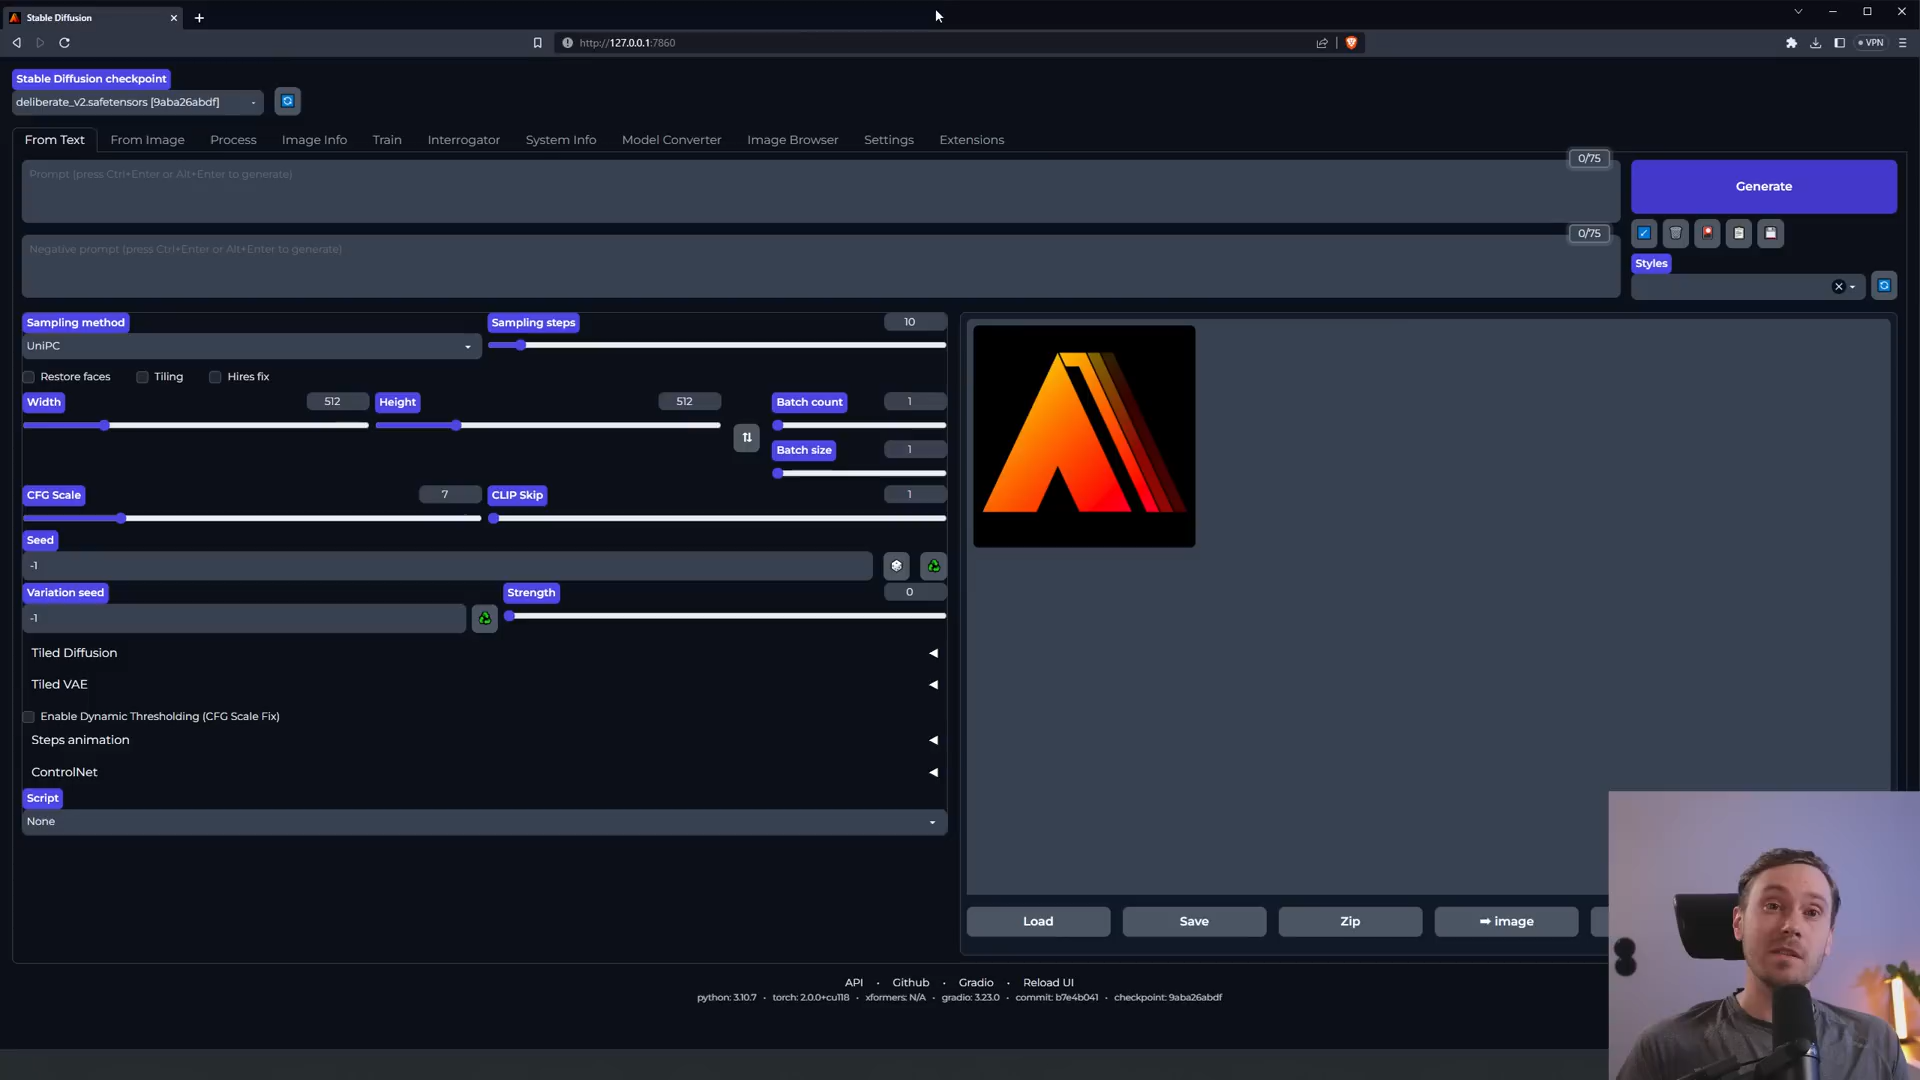 Stable Diffusion
http://127.0.0.1:7860
VPN
Stable Diffusion checkpoint
deliberate_v2.safetensors [9aba26abdf]
From Text From Image Process Image Info Train Interrogator System Info Model Converter Image Browser Settings Extensions
0/75
Prompt (press Ctrl+Enter or Alt+Enter to generate)
Generate
0/75
Negative prompt (press Ctrl+Enter or Alt+Enter to generate)
Styles
Sampling method
UniPC
Sampling steps 10
Restore faces Tiling Hires fix
Width 512 Height 512 Batch count 1
Batch size 1
CFG Scale 7 CLIP Skip 1
Seed
-1
Variation seed
-1
Strength 0
Tiled Diffusion
Tiled VAE
Enable Dynamic Thresholding (CFG Scale Fix)
Steps animation
ControlNet
Script
None
Load Save Zip ➡ image
API • Github • Gradio • Reload UI
python: 3.10.7 • torch: 2.0.0+cu118 • xformers: N/A • gradio: 3.23.0 • commit: b7e4b041 • checkpoint: 9aba26abdf